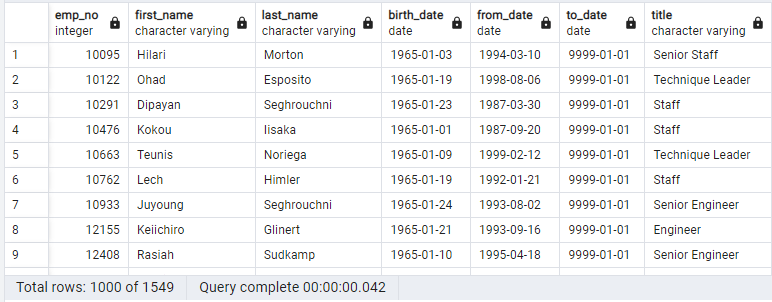 emp_no first_name last_name birth_date from_date to_date title
integer character varying character varying date date date character varying
1 10095 Hilari Morton 1965-01-03 1994-03-10 9999-01-01 Senior Staff
2 10122 Ohad Esposito 1965-01-19 1998-08-06 9999-01-01 Technique Leader
3 10291 Dipayan Seghrouchni 1965-01-23 1987-03-30 9999-01-01 Staff
4 10476 Kokou Iisaka 1965-01-01 1987-09-20 9999-01-01 Staff
5 10663 Teunis Noriega 1965-01-09 1999-02-12 9999-01-01 Technique Leader
6 10762 Lech Himler 1965-01-19 1992-01-21 9999-01-01 Staff
7 10933 Juyoung Seghrouchni 1965-01-24 1993-08-02 9999-01-01 Senior Engineer
8 12155 Keiichiro Glinert 1965-01-21 1993-09-16 9999-01-01 Engineer
9 12408 Rasiah Sudkamp 1965-01-10 1995-04-18 9999-01-01 Senior Engineer
Total rows: 1000 of 1549 Query complete 00:00:00.042